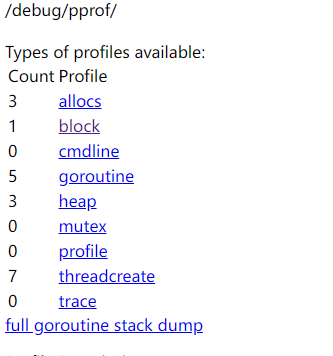 /debug/pprof/
Types of profiles available:
Count Profile
3 allocs
1 block
0 cmdline
5 goroutine
3 heap
0 mutex
0 profile
7 threadcreate
0 trace
full goroutine stack dump